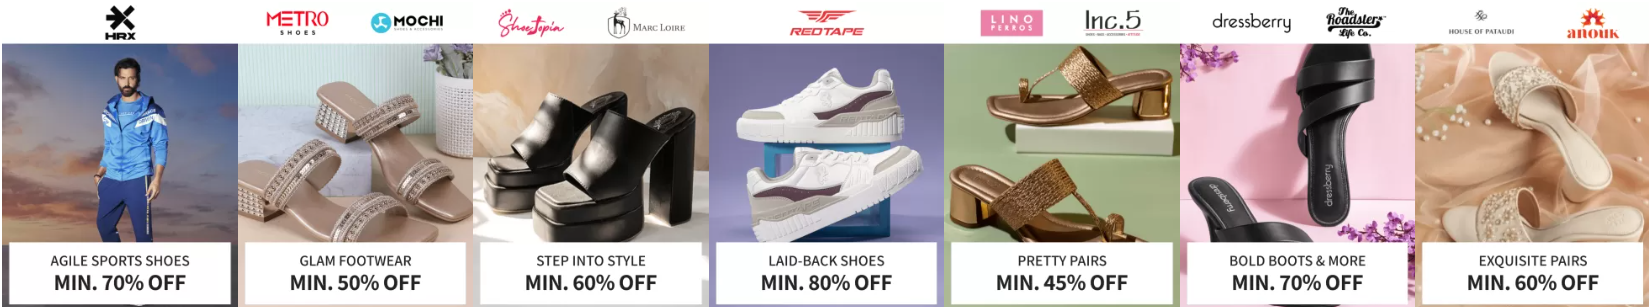 HRX
AGILE SPORTS SHOES
MIN. 70% OFF
METRO
SHOES
MOCHI
GLAM FOOTWEAR
MIN. 50% OFF
Shoetopia
MARC LOIRE
STEP INTO STYLE
MIN. 60% OFF
REDTAPE
LAID-BACK SHOES
MIN. 80% OFF
LINO
PERROS
Inc.5
PRETTY PAIRS
MIN. 45% OFF
dressberry
The
Roadster
Life Co.
dressberry
dressberry
BOLD BOOTS & MORE
MIN. 70% OFF
HOUSE OF PATAUDI
anouk
EXQUISITE PAIRS
MIN. 60% OFF